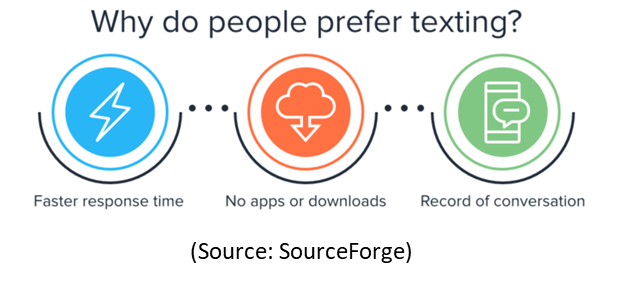 Why do people prefer texting?
Faster response time
No apps or downloads
Record of conversation
(Source: SourceForge)